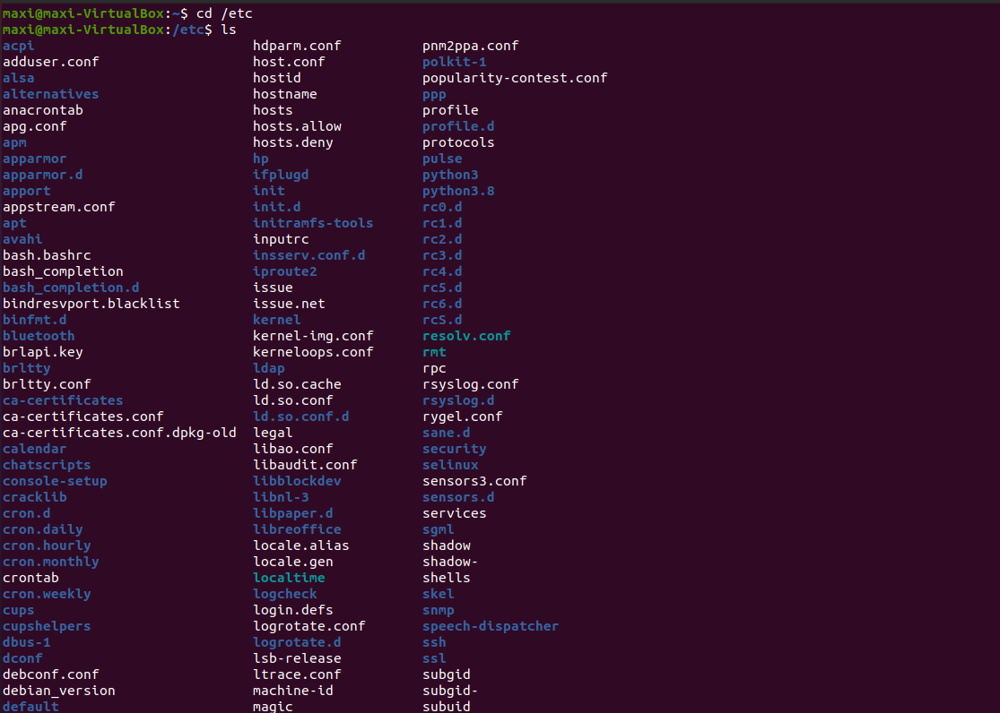 maxi@maxi-VirtualBox:~$ cd /etc
maxi@maxi-VirtualBox:/etc$ ls
acpi hdparm.conf pnm2ppa.conf
adduser.conf host.conf polkit-1
alsa hostid popularity-contest.conf
alternatives hostname ppp
anacrontab hosts profile
apg.conf hosts.allow profile.d
apm hosts.deny protocols
apparmor hp pulse
apparmor.d ifplugd python3
apport init python3.8
appstream.conf init.d rc0.d
apt initramfs-tools rc1.d
avahi inputrc rc2.d
bash.bashrc insserv.conf.d rc3.d
bash_completion iproute2 rc4.d
bash_completion.d issue rc5.d
bindresvport.blacklist issue.net rc6.d
binfmt.d kernel rcS.d
bluetooth kernel-img.conf resolv.conf
brlapi.key kerneloops.conf rmt
brltty ldap rpc
brltty.conf ld.so.cache rsyslog.conf
ca-certificates ld.so.conf rsyslog.d
ca-certificates.conf ld.so.conf.d rygel.conf
ca-certificates.conf.dpkg-old legal sane.d
calendar libao.conf security
chatscripts libaudit.conf selinux
console-setup libblockdev sensors3.conf
cracklib libnl-3 sensors.d
cron.d libpaper.d services
cron.daily libreoffice sgml
cron.hourly locale.alias shadow
cron.monthly locale.gen shadow-
crontab localtime shells
cron.weekly logcheck skel
cups login.defs snmp
cupshelpers logrotate.conf speech-dispatcher
dbus-1 logrotate.d ssh
dconf lsb-release ssl
debconf.conf ltrace.conf subgid
debian_version machine-id subgid-
default magic subuid